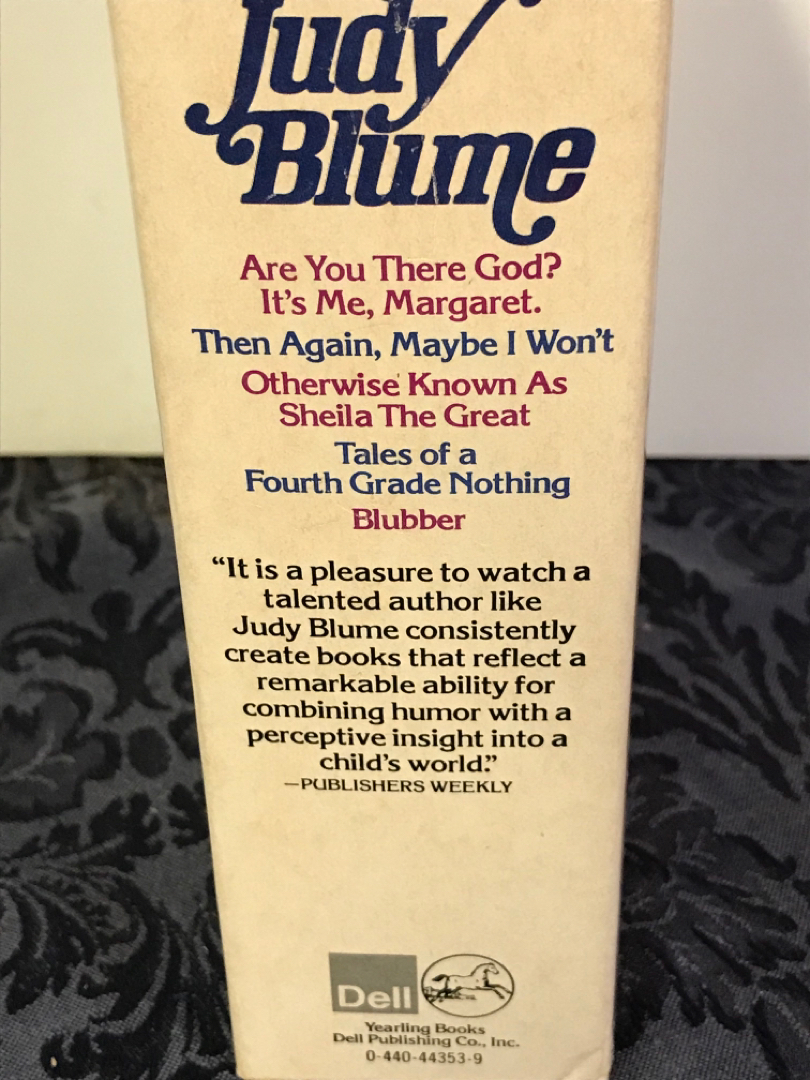 Judy
Blume
Are You There God?
It's Me, Margaret.
Then Again, Maybe I Won't
Otherwise Known As
Sheila The Great
Tales of a
Fourth Grade Nothing
Blubber
"It is a pleasure to watch a
talented author like
Judy Blume consistently
create books that reflect a
remarkable ability for
combining humor with a
perceptive insight into a
child's world."
—PUBLISHERS WEEKLY
Dell
Yearling Books
Dell Publishing Co., Inc.
0-440-44353-9